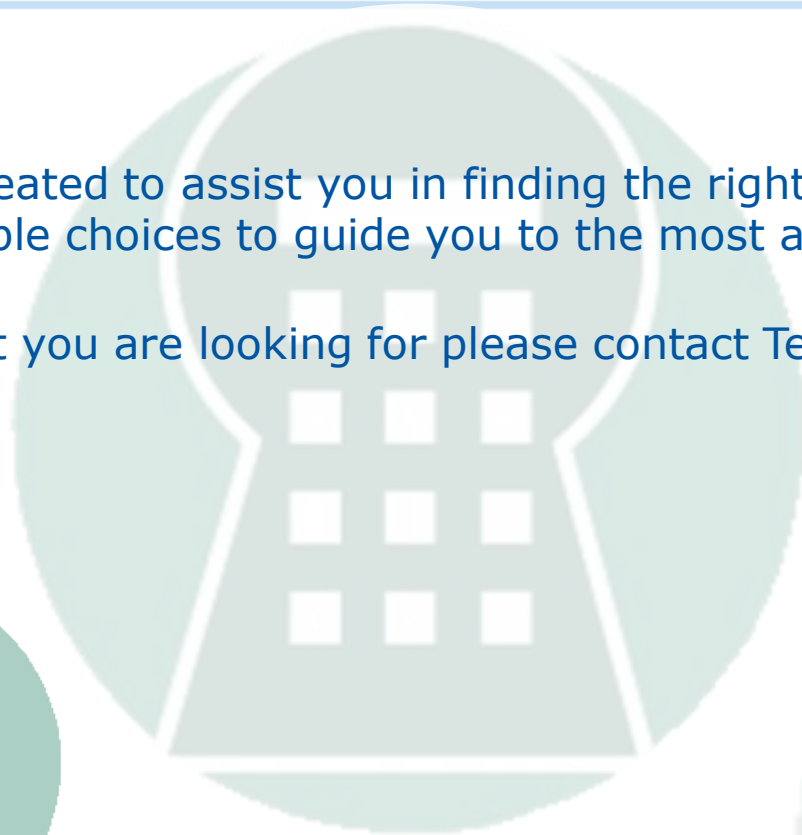 eated to assist you in finding the right
ple choices to guide you to the most a
t you are looking for please contact Te